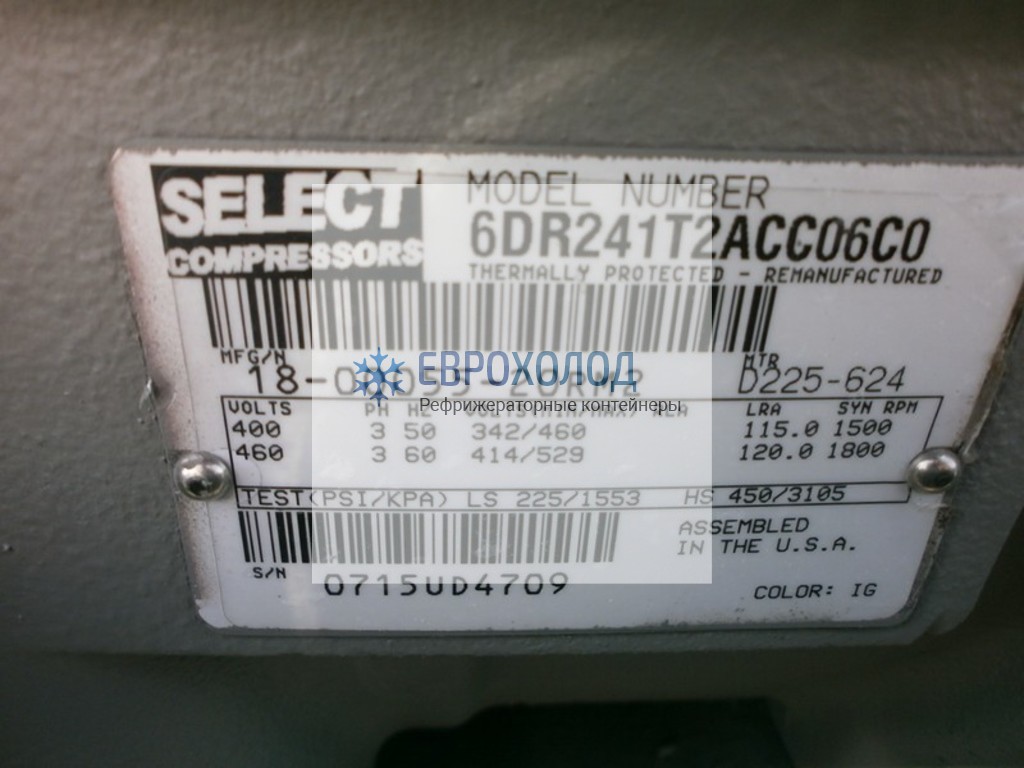 SELECT
COMPRESSORS
MODEL NUMBER
6DR241T2ACC06C0
THERMALLY PROTECTED - REMANUFACTURED
MFG/N
MTR
D225-624
ЕВРОХОЛОД
Рефрижераторные контейнеры
VOLTS PH LRA SYN RPM
400 3 50 342/460 115.0 1500
460 3 60 414/529 120.0 1800
TEST(PSI/KPA) LS 225/1553 HS 450/3105
ASSEMBLED
IN THE U.S.A.
S/N 0715UD4709
COLOR: IG